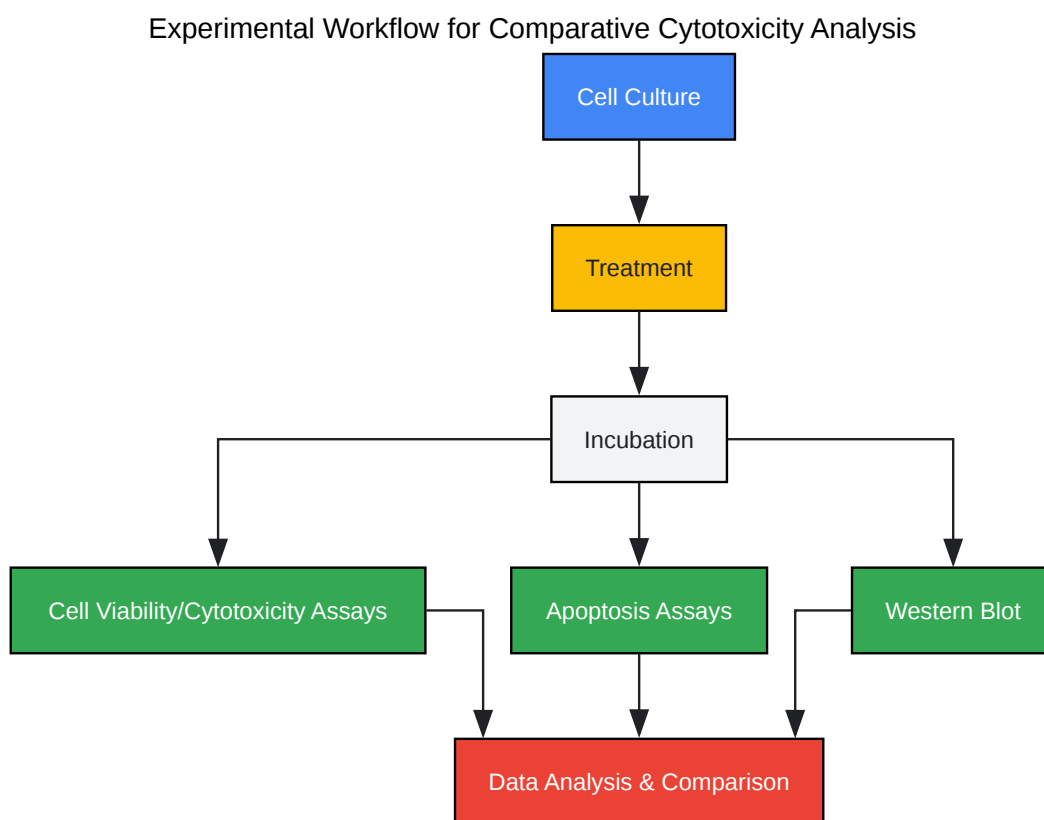 Experimental Workflow for Comparative Cytotoxicity Analysis
Cell Culture
Treatment
Incubation
Cell Viability/Cytotoxicity Assays
Apoptosis Assays
Western Blot
Data Analysis & Comparison